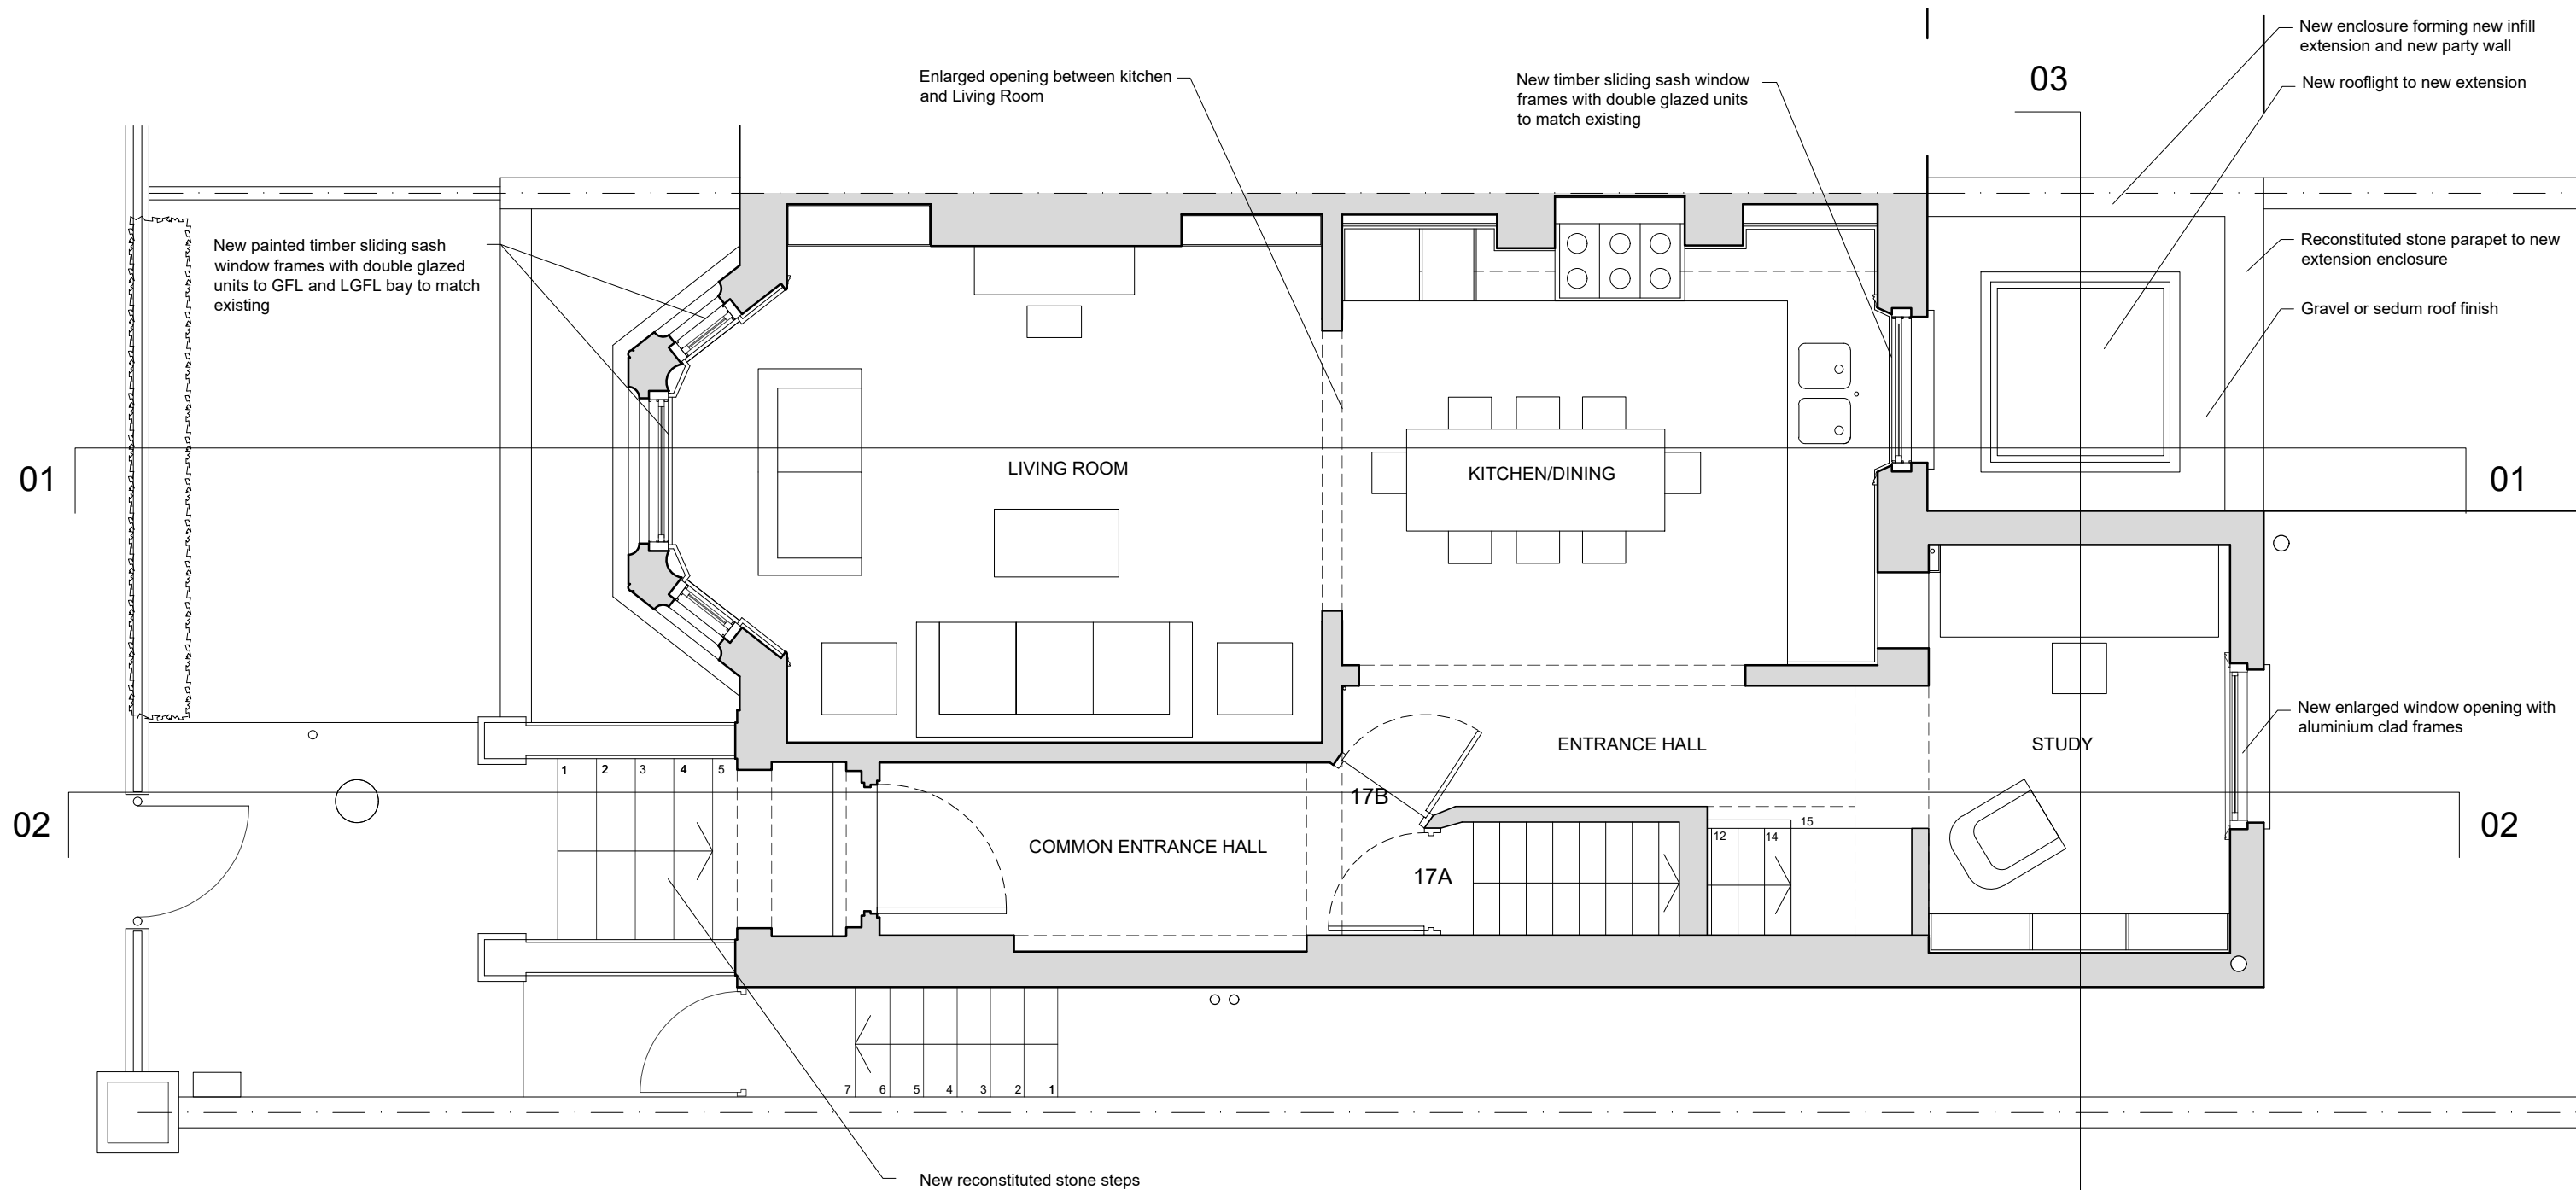 New enclosure forming new infill
extension and new party wall
03
Enlarged opening between kitchen
and Living Room
New timber sliding sash window
frames with double glazed units
to match existing
New rooflight to new extension
New painted timber sliding sash
window frames with double glazed
units to GFL and LGFL bay to match
existing
Reconstituted stone parapet to new
extension enclosure
Gravel or sedum roof finish
01
LIVING ROOM
KITCHEN/DINING
01
New enlarged window opening with
aluminium clad frames
ENTRANCE HALL
STUDY
1 2 3 4 5
17B
02
02
COMMON ENTRANCE HALL
17A
12 14 15
7 6 5 4 3 2 1
New reconstituted stone steps